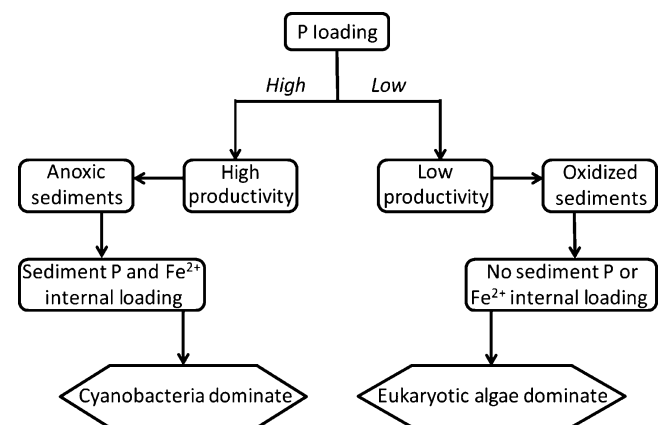 P loading
High
Low
Anoxic
sediments
High
productivity
Low
productivity
Oxidized
sediments
Sediment P and Fe²⁺
internal loading
No sediment P or
Fe²⁺ internal loading
Cyanobacteria dominate
Eukaryotic algae dominate